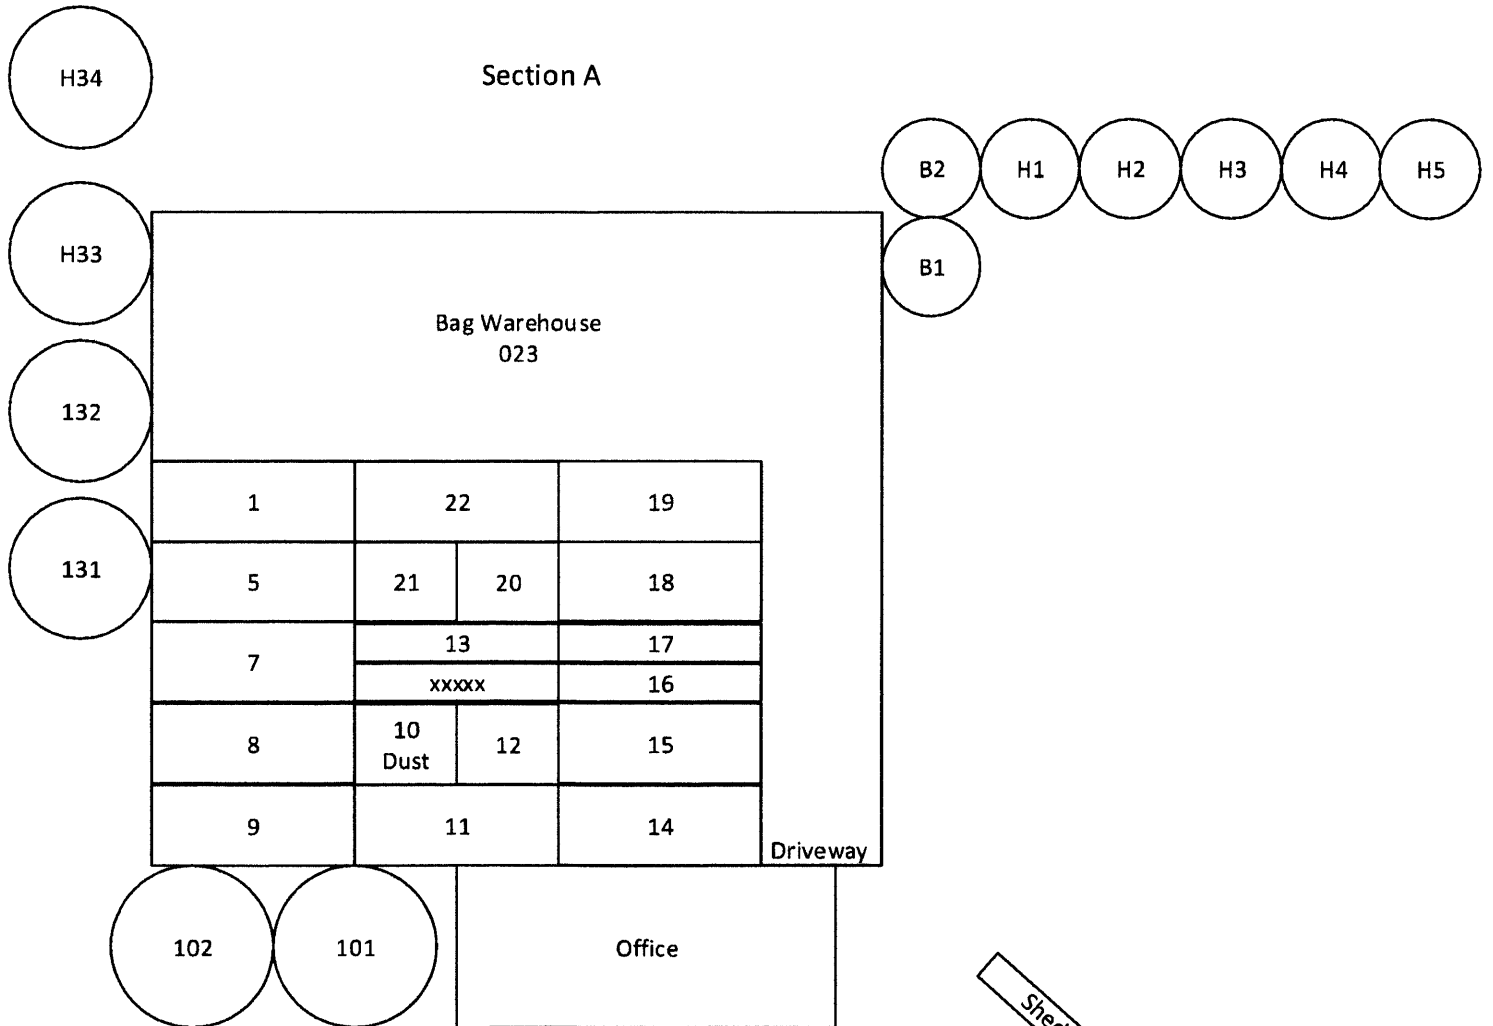 H34
Section A
B2 H1 H2 H3 H4 H5
H33
B1
Bag Warehouse
023
132
1 22 19
131
5 21 20 18
13 17
7
xxxxx 16
10
Dust
8 12 15
9 11 14
Driveway
102 101 Office
Shed